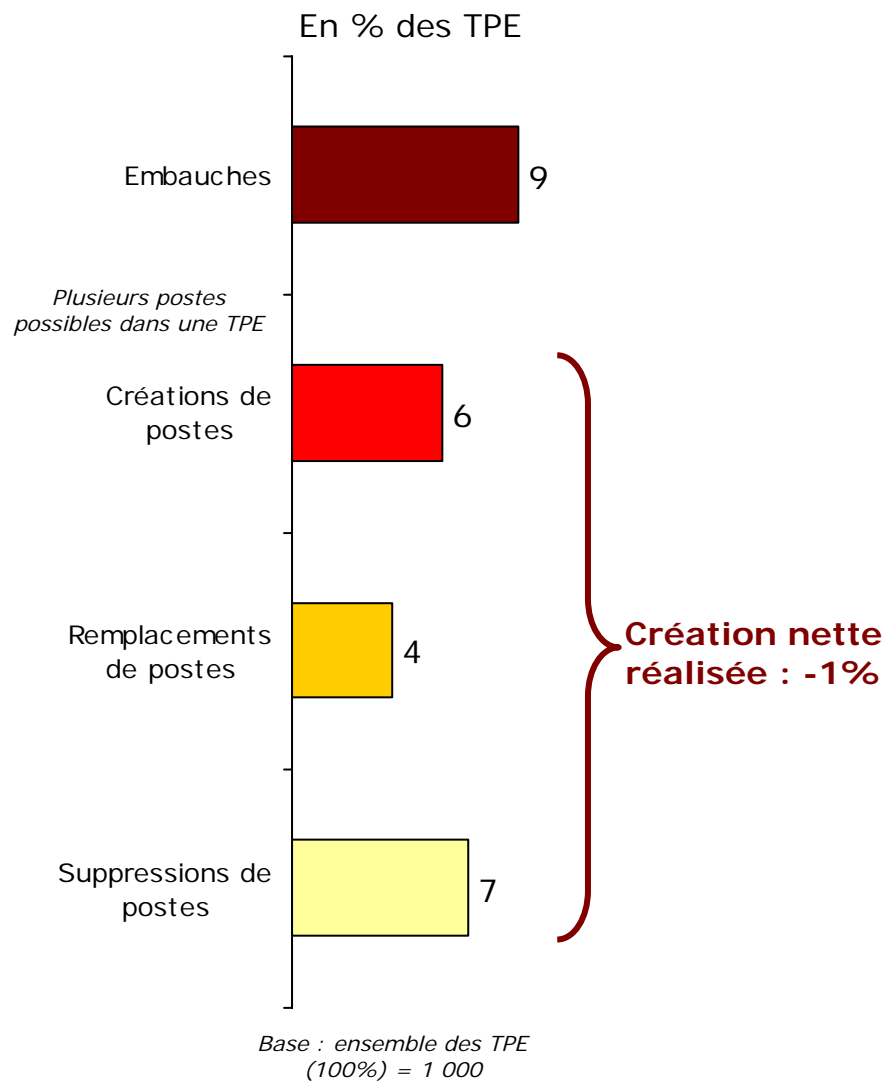 En % des TPE
Embauches
9
Plusieurs postes
possibles dans une TPE
Créations de
postes
6
Remplacements
de postes
4
Création nette
réalisée : -1%
Suppressions de
postes
7
Base : ensemble des TPE
(100%) = 1 000